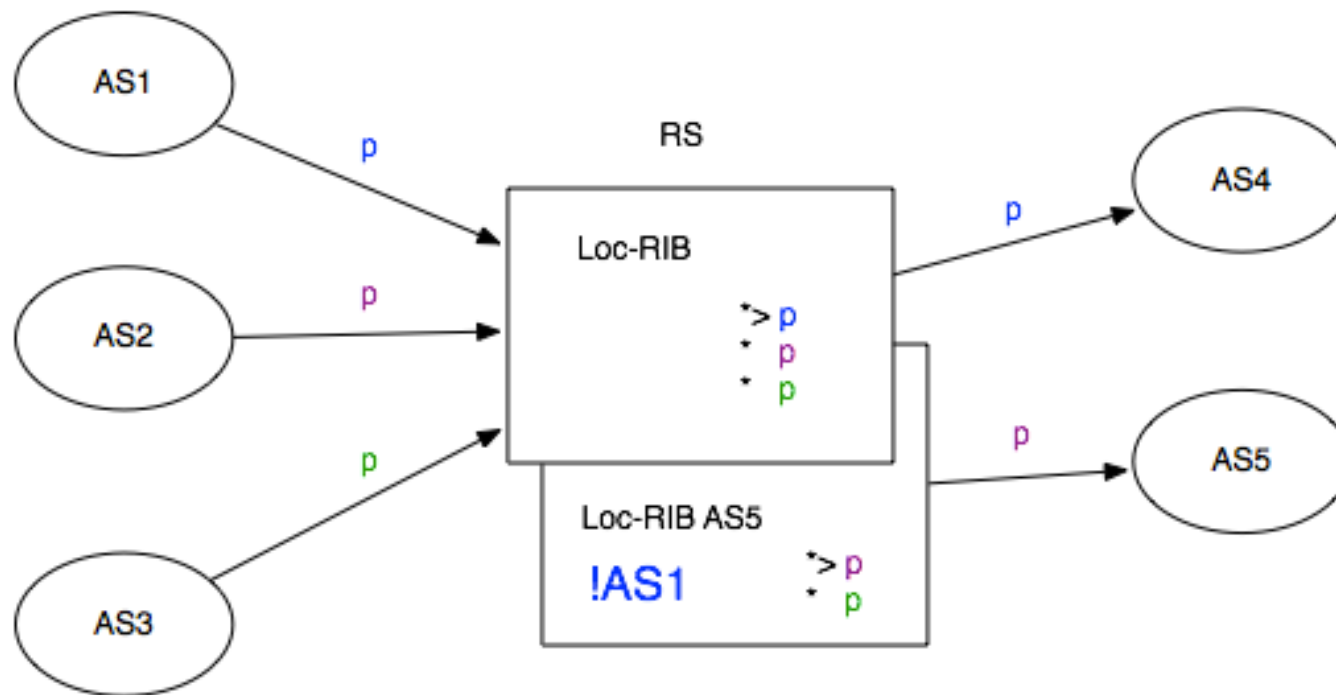 AS1
p
RS
AS4
p
Loc-RIB
*> p
* p
* p
AS2
p
AS3
p
p
AS5
Loc-RIB AS5
!AS1
*> p
* p